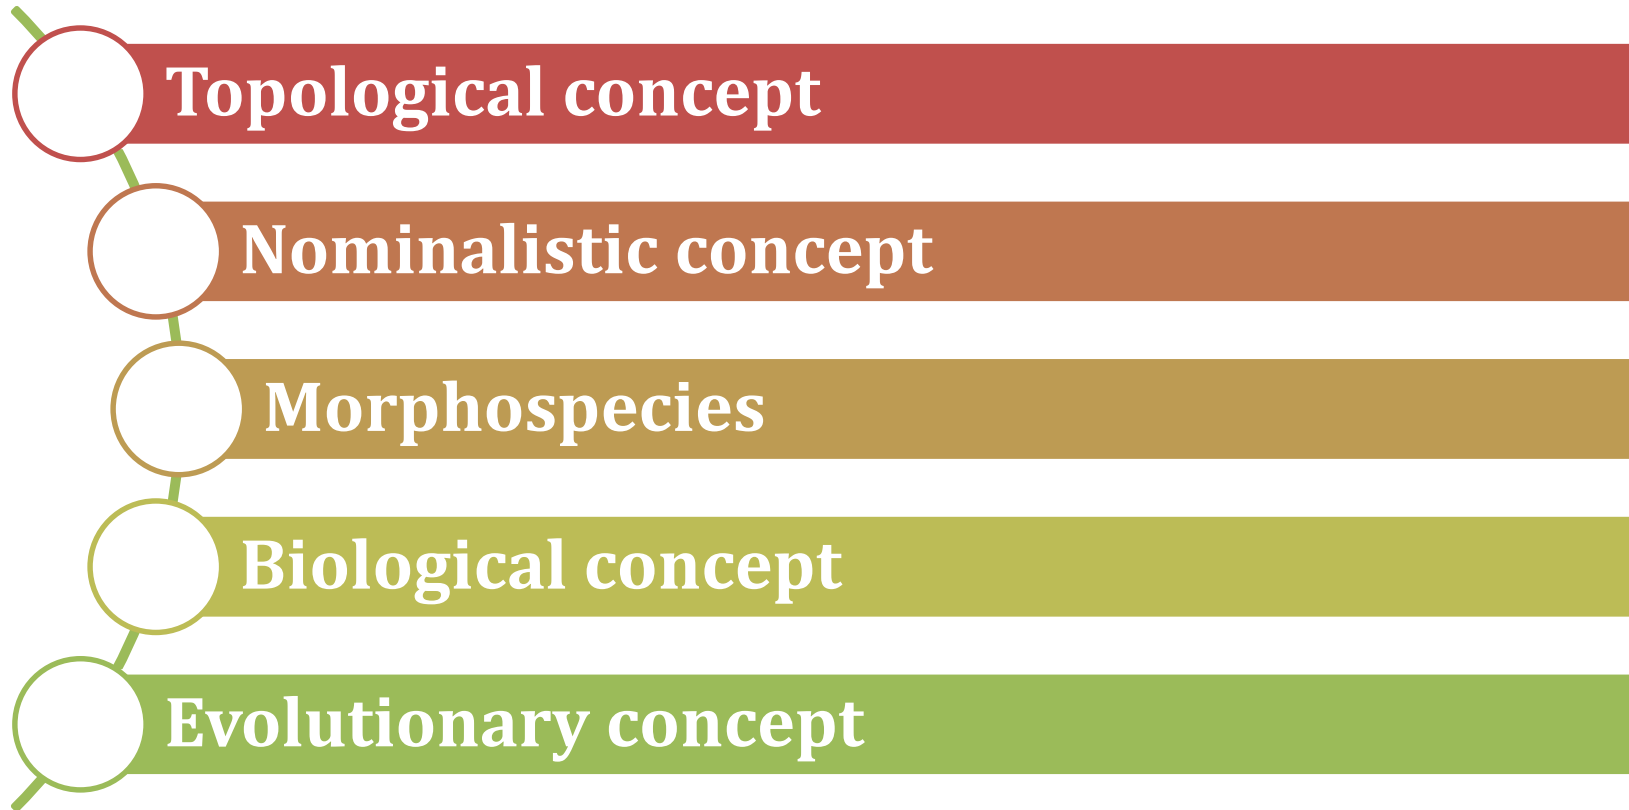 Topological concept
Nominalistic concept
Morphospecies
Biological concept
Evolutionary concept